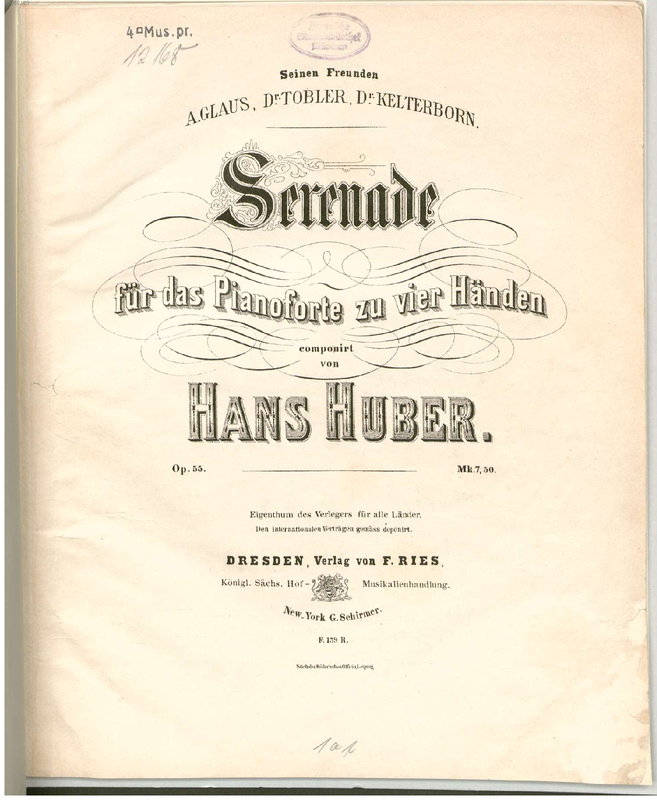 4□Mus.pr.
12168
Seinen Freunden
A. GLAUS, Dr. TOBLER, Dr. KELTERBORN.
Serenade
für das Pianoforte zu vier Händen
componirt
von
HANS HUBER.
Op. 55.
Mk. 7, 50.
Eigenthum des Verlegers für alle Länder.
Den internationalen Verträgen gemäss deponirt.
DRESDEN, Verlag von F. RIES,
Königl. Sächs. Hof- Musikalienhandlung.
New-York G. Schirmer.
F. 139 R.